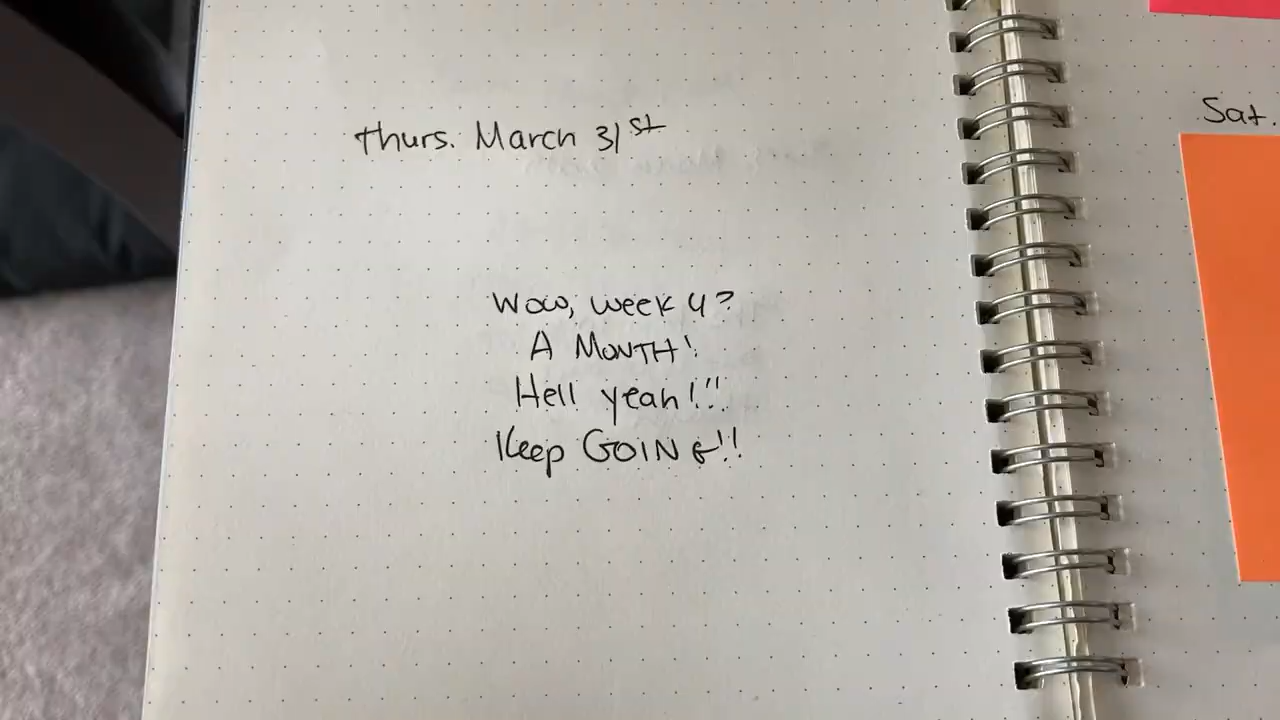 Thurs. March 31st
Wow, week 4?
A MONTH!
Hell yeah!!!
Keep GOING!!
Sat.